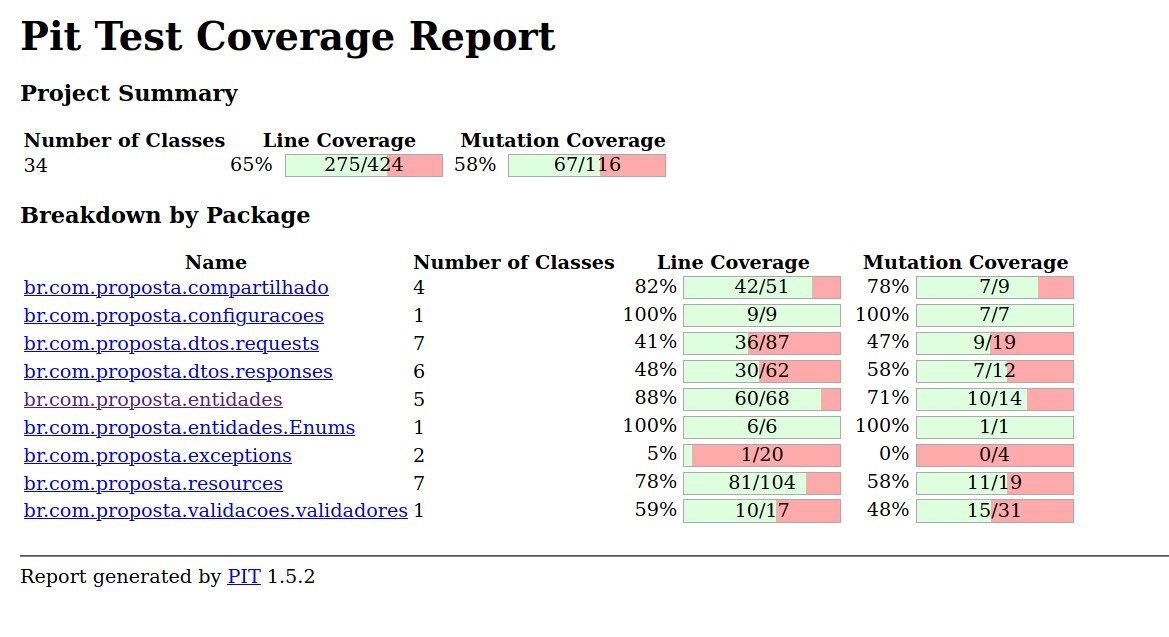 Pit Test Coverage Report
Project Summary
Number of Classes Line Coverage Mutation Coverage
34 65% 275/424 58% 67/116
Breakdown by Package
Name Number of Classes Line Coverage Mutation Coverage
br.com.proposta.compartilhado 4 82% 42/51 78% 7/9
br.com.proposta.configuracoes 1 100% 9/9 100% 7/7
br.com.proposta.dtos.requests 7 41% 36/87 47% 9/19
br.com.proposta.dtos.responses 6 48% 30/62 58% 7/12
br.com.proposta.entidades 5 88% 60/68 71% 10/14
br.com.proposta.entidades.Enums 1 100% 6/6 100% 1/1
br.com.proposta.exceptions 2 5% 1/20 0% 0/4
br.com.proposta.resources 7 78% 81/104 58% 11/19
br.com.proposta.validacoes.validadores 1 59% 10/17 48% 15/31
Report generated by PIT 1.5.2